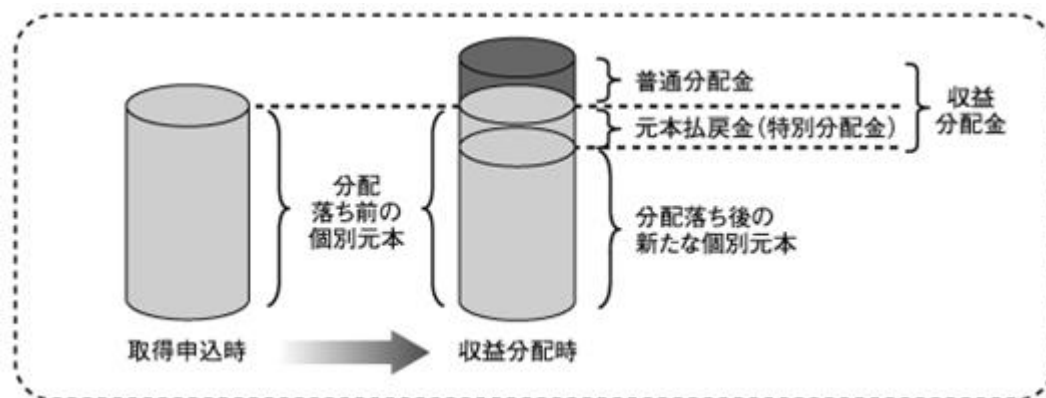 普通分配金
収益
分配金
元本払戻金(特別分配金)
分配
落ち前の
個別元本
分配落ち後の
新たな個別元本
取得申込時
収益分配時